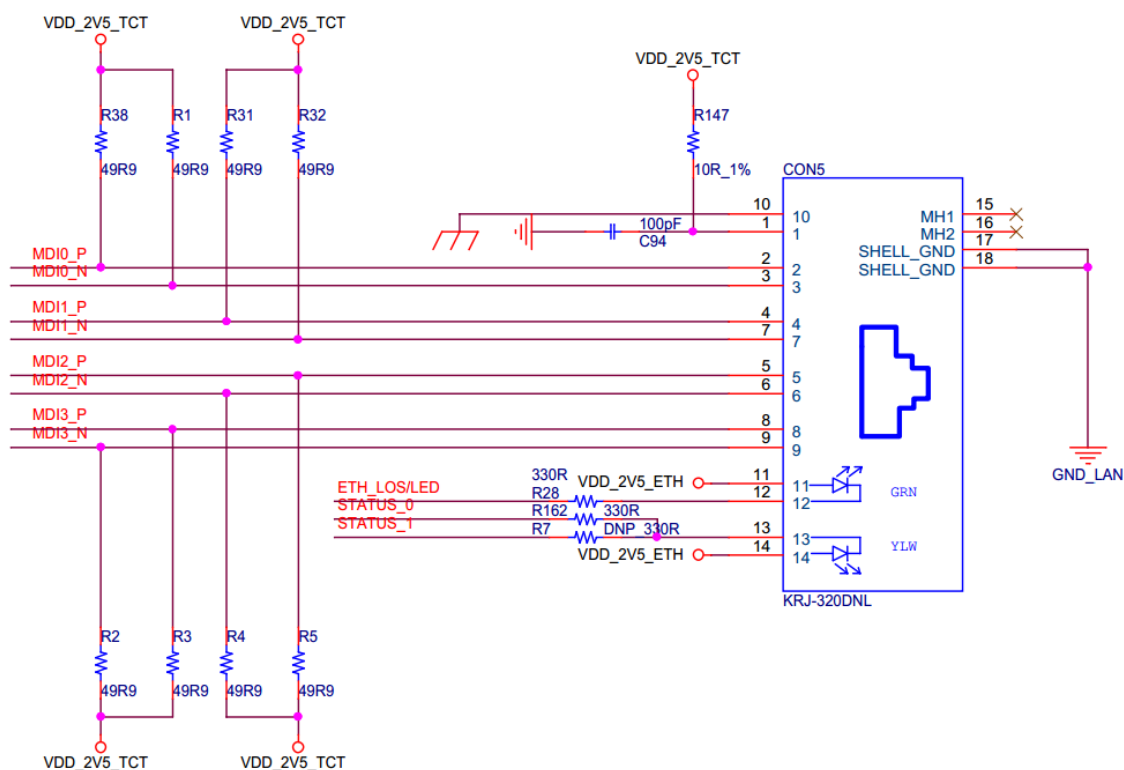 VDD_2V5_TCT VDD_2V5_TCT
VDD_2V5_TCT
R38 R1 R31 R32 R147
49R9 49R9 49R9 49R9 10R_1% CON5
10 10 MH1 15
100pF 1 1 MH2 16
C94 SHELL_GND 17
MDI0_P 2 2 SHELL_GND 18
MDI0_N 3 3
MDI1_P 4 4
MDI1_N 7 7
MDI2_P 5 5
MDI2_N 6 6
MDI3_P 8 8
MDI3_N 9 9
GND_LAN
330R VDD_2V5_ETH 11 11
ETH_LOS/LED R28 12 12 GRN
STATUS_0 R162 330R
STATUS_1 R7 DNP_330R 13 13 YLW
VDD_2V5_ETH 14 14
KRJ-320DNL
R2 R3 R4 R5
49R9 49R9 49R9 49R9
VDD_2V5_TCT VDD_2V5_TCT